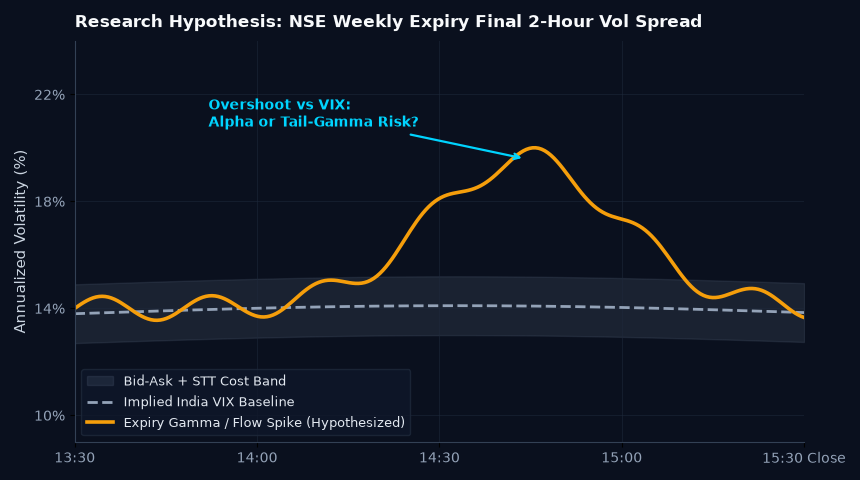 Research Hypothesis: NSE Weekly Expiry Final 2-Hour Vol Spread
Annualized Volatility (%)
22%
18%
14%
10%
Overshoot vs VIX:
Alpha or Tail-Gamma Risk?
Bid-Ask + STT Cost Band
Implied India VIX Baseline
Expiry Gamma / Flow Spike (Hypothesized)
13:30
14:00
14:30
15:00
15:30 Close